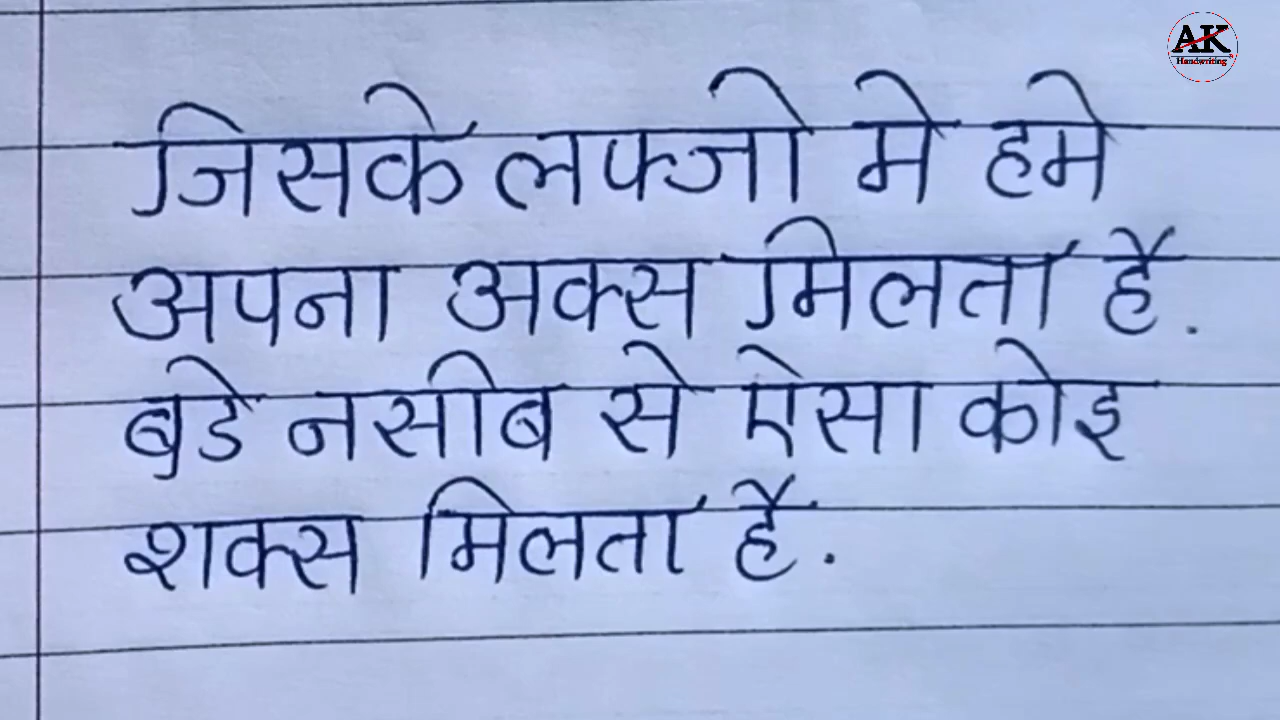 AK
Handwriting
जिसके लफ्जो मे हमे
अपना अक्स मिलता है.
बडे नसीब से ऐसा कोइ
शक्स मिलता है.